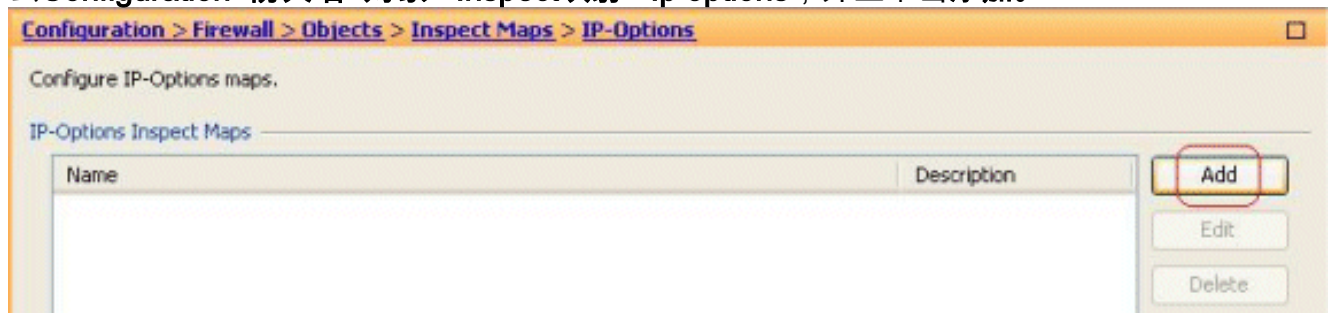 Configuration > Firewall > Objects > Inspect Maps > IP-Options
Configure IP-Options maps.
IP-Options Inspect Maps
Name Description
Add
Edit
Delete